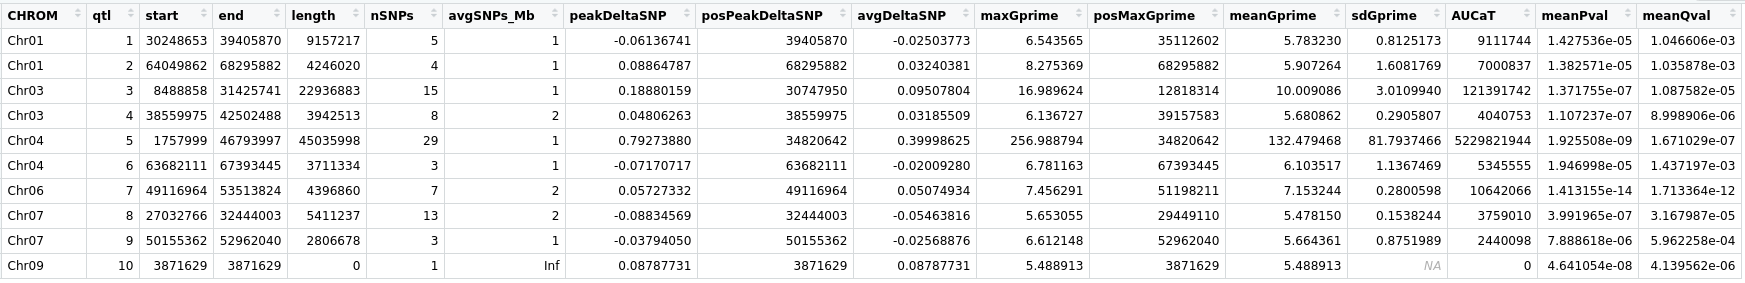 CHROM qtl start end length nSNPs avgSNPs_Mb peakDeltaSNP posPeakDeltaSNP avgDeltaSNP maxGprime posMaxGprime meanGprime sdGprime AUCaT meanPval meanQval
Chr01 1 30248653 39405870 9157217 5 1 -0.06136741 39405870 -0.02503773 6.543565 35112602 5.783230 0.8125173 9111744 1.427536e-05 1.046606e-03
Chr01 2 64049862 68295882 4246020 4 1 0.08864787 68295882 0.03240381 8.275369 68295882 5.907264 1.6081769 7000837 1.382571e-05 1.035878e-03
Chr03 3 8488858 31425741 22936883 15 1 0.18880159 30747950 0.09507804 16.989624 12818314 10.009086 3.0109940 121391742 1.371755e-07 1.087582e-05
Chr03 4 38559975 42502488 3942513 8 2 0.04806263 38559975 0.03185509 6.136727 39157583 5.680862 0.2905807 4040753 1.107237e-07 8.998906e-06
Chr04 5 1757999 46793997 45035998 29 1 0.79273880 34820642 0.39998625 256.988794 34820642 132.479468 81.7937466 5229821944 1.925508e-09 1.671029e-07
Chr04 6 63682111 67393445 3711334 3 1 -0.07170717 63682111 -0.02009280 6.781163 67393445 6.103517 1.1367469 5345555 1.946998e-05 1.437197e-03
Chr06 7 49116964 53513824 4396860 7 2 0.05727332 49116964 0.05074934 7.456291 51198211 7.153244 0.2800598 10642066 1.413155e-14 1.713364e-12
Chr07 8 27032766 32444003 5411237 13 2 -0.08834569 32444003 -0.05463816 5.653055 29449110 5.478150 0.1538244 3759010 3.991965e-07 3.167987e-05
Chr07 9 50155362 52962040 2806678 3 1 -0.03794050 50155362 -0.02568876 6.612148 52962040 5.664361 0.8751989 2440098 7.888618e-06 5.962258e-04
Chr09 10 3871629 3871629 0 1 Inf 0.08787731 3871629 0.08787731 5.488913 3871629 5.488913 NA 0 4.641054e-08 4.139562e-06